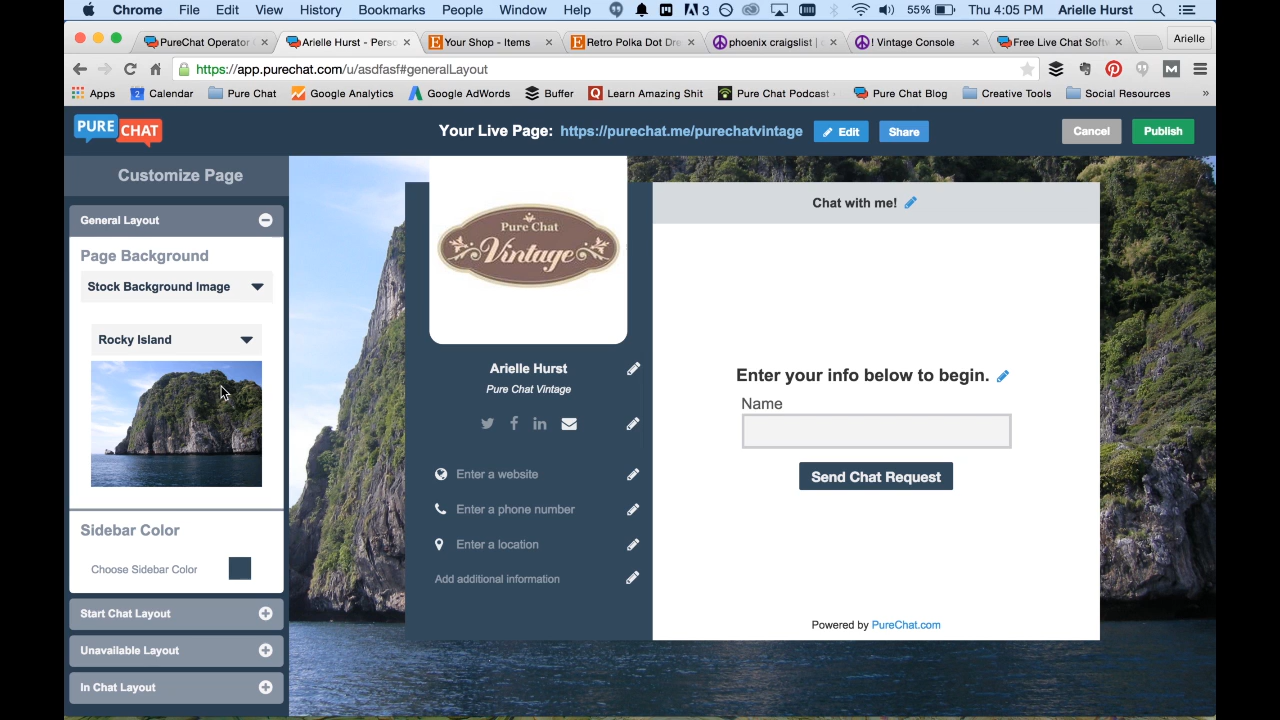 Chrome File Edit View History Bookmarks People Window Help 3 55% Thu 4:05 PM Arielle Hurst
PureChat Operator Arielle Hurst - Perso Your Shop - Items Retro Polka Dot Dre phoenix craigslist | c ! Vintage Console Free Live Chat Softw Arielle
https://app.purechat.com/u/asdfasf#generalLayout
Apps 2 Calendar Pure Chat Google Analytics Google AdWords Buffer Learn Amazing Shit Pure Chat Podcast Pure Chat Blog Creative Tools Social Resources »
PURE CHAT
Your Live Page: https://purechat.me/purechatvintage Edit Share Cancel Publish
Customize Page
General Layout
Page Background
Stock Background Image
Rocky Island
Sidebar Color
Choose Sidebar Color
Start Chat Layout
Unavailable Layout
In Chat Layout
Pure Chat
Vintage
Arielle Hurst
Pure Chat Vintage
Enter a website
Enter a phone number
Enter a location
Add additional information
Chat with me!
Enter your info below to begin.
Name
Send Chat Request
Powered by PureChat.com